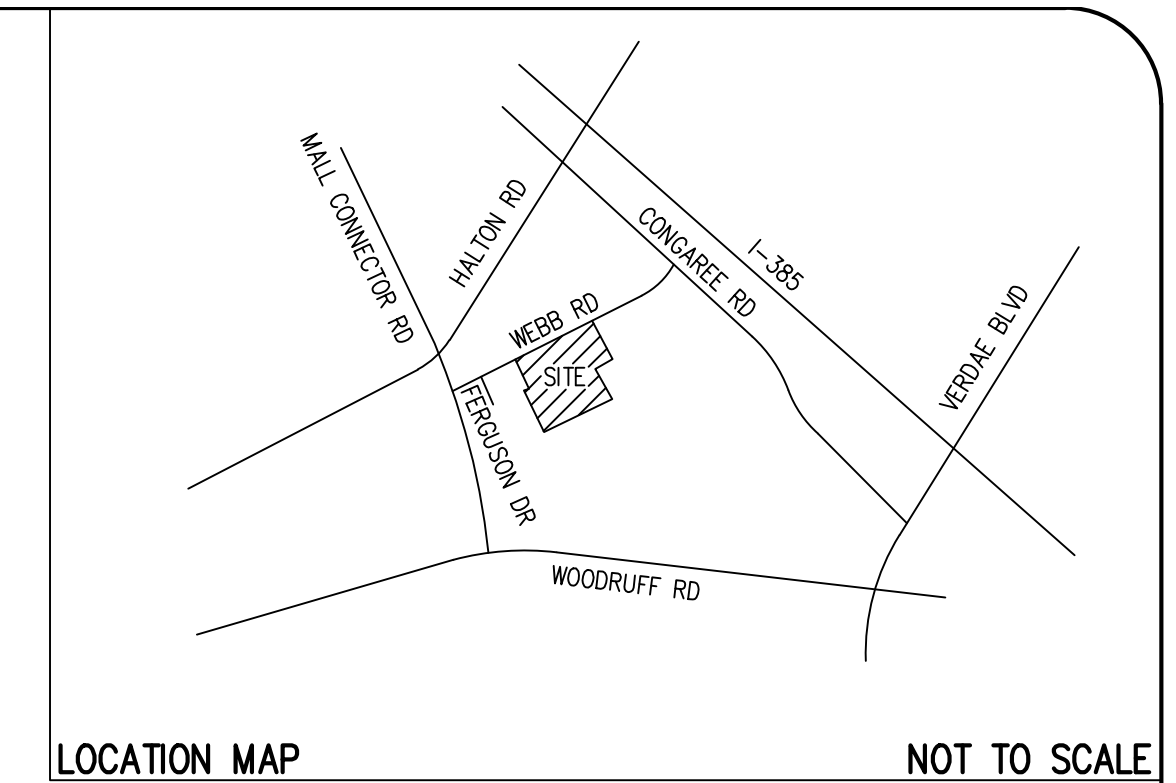 MALL CONNECTOR RD
HALTON RD
CONGAREE RD
I-385
WEBB RD
VERDAE BLVD
SITE
FERGUSON DR
WOODRUFF RD
LOCATION MAP
NOT TO SCALE